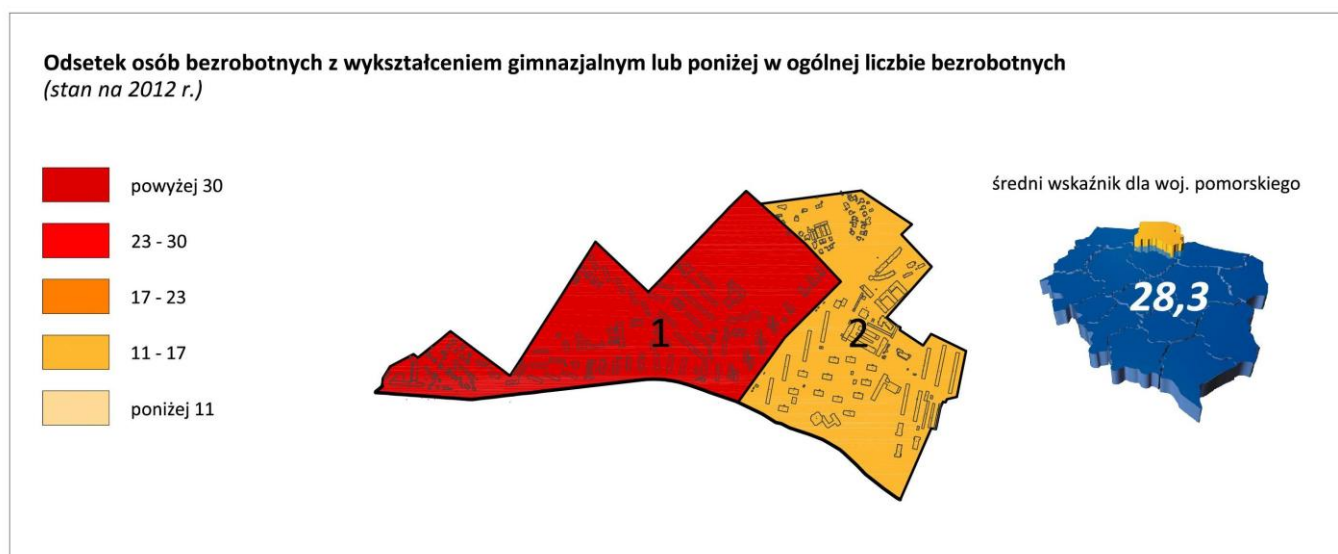 Odsetek osób bezrobotnych z wykształceniem gimnazjalnym lub poniżej w ogólnej liczbie bezrobotnych
(stan na 2012 r.)
powyżej 30
23 - 30
17 - 23
11 - 17
poniżej 11
1
2
średni wskaźnik dla woj. pomorskiego
28,3